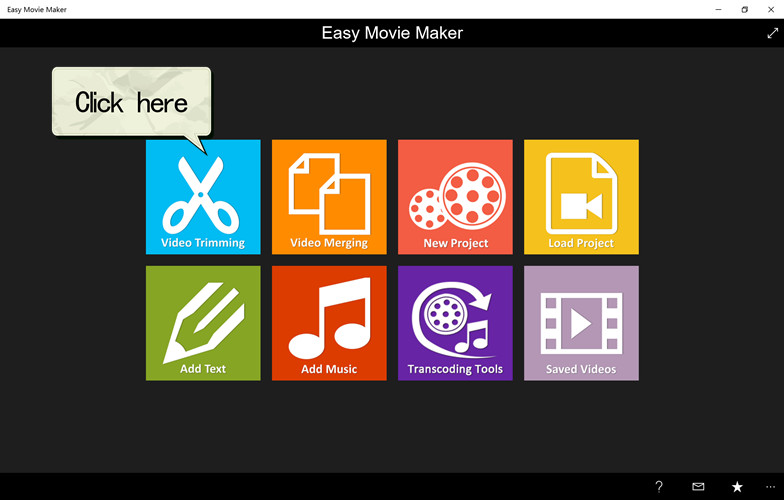 Easy Movie Maker
Easy Movie Maker
Click here
Video Trimming
Video Merging
New Project
Load Project
Add Text
Add Music
Transcoding Tools
Saved Videos
?